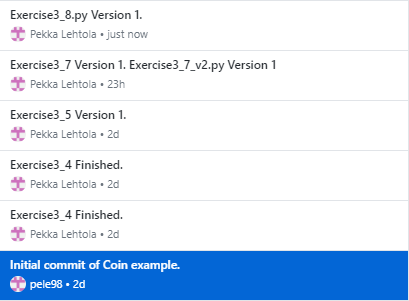 Exercise3_8.py Version 1.
Pekka Lehtola • just now
Exercise3_7 Version 1. Exercise3_7_v2.py Version 1
Pekka Lehtola • 23h
Exercise3_5 Version 1.
Pekka Lehtola • 2d
Exercise3_4 Finished.
Pekka Lehtola • 2d
Exercise3_4 Finished.
Pekka Lehtola • 2d
Initial commit of Coin example.
pele98 • 2d